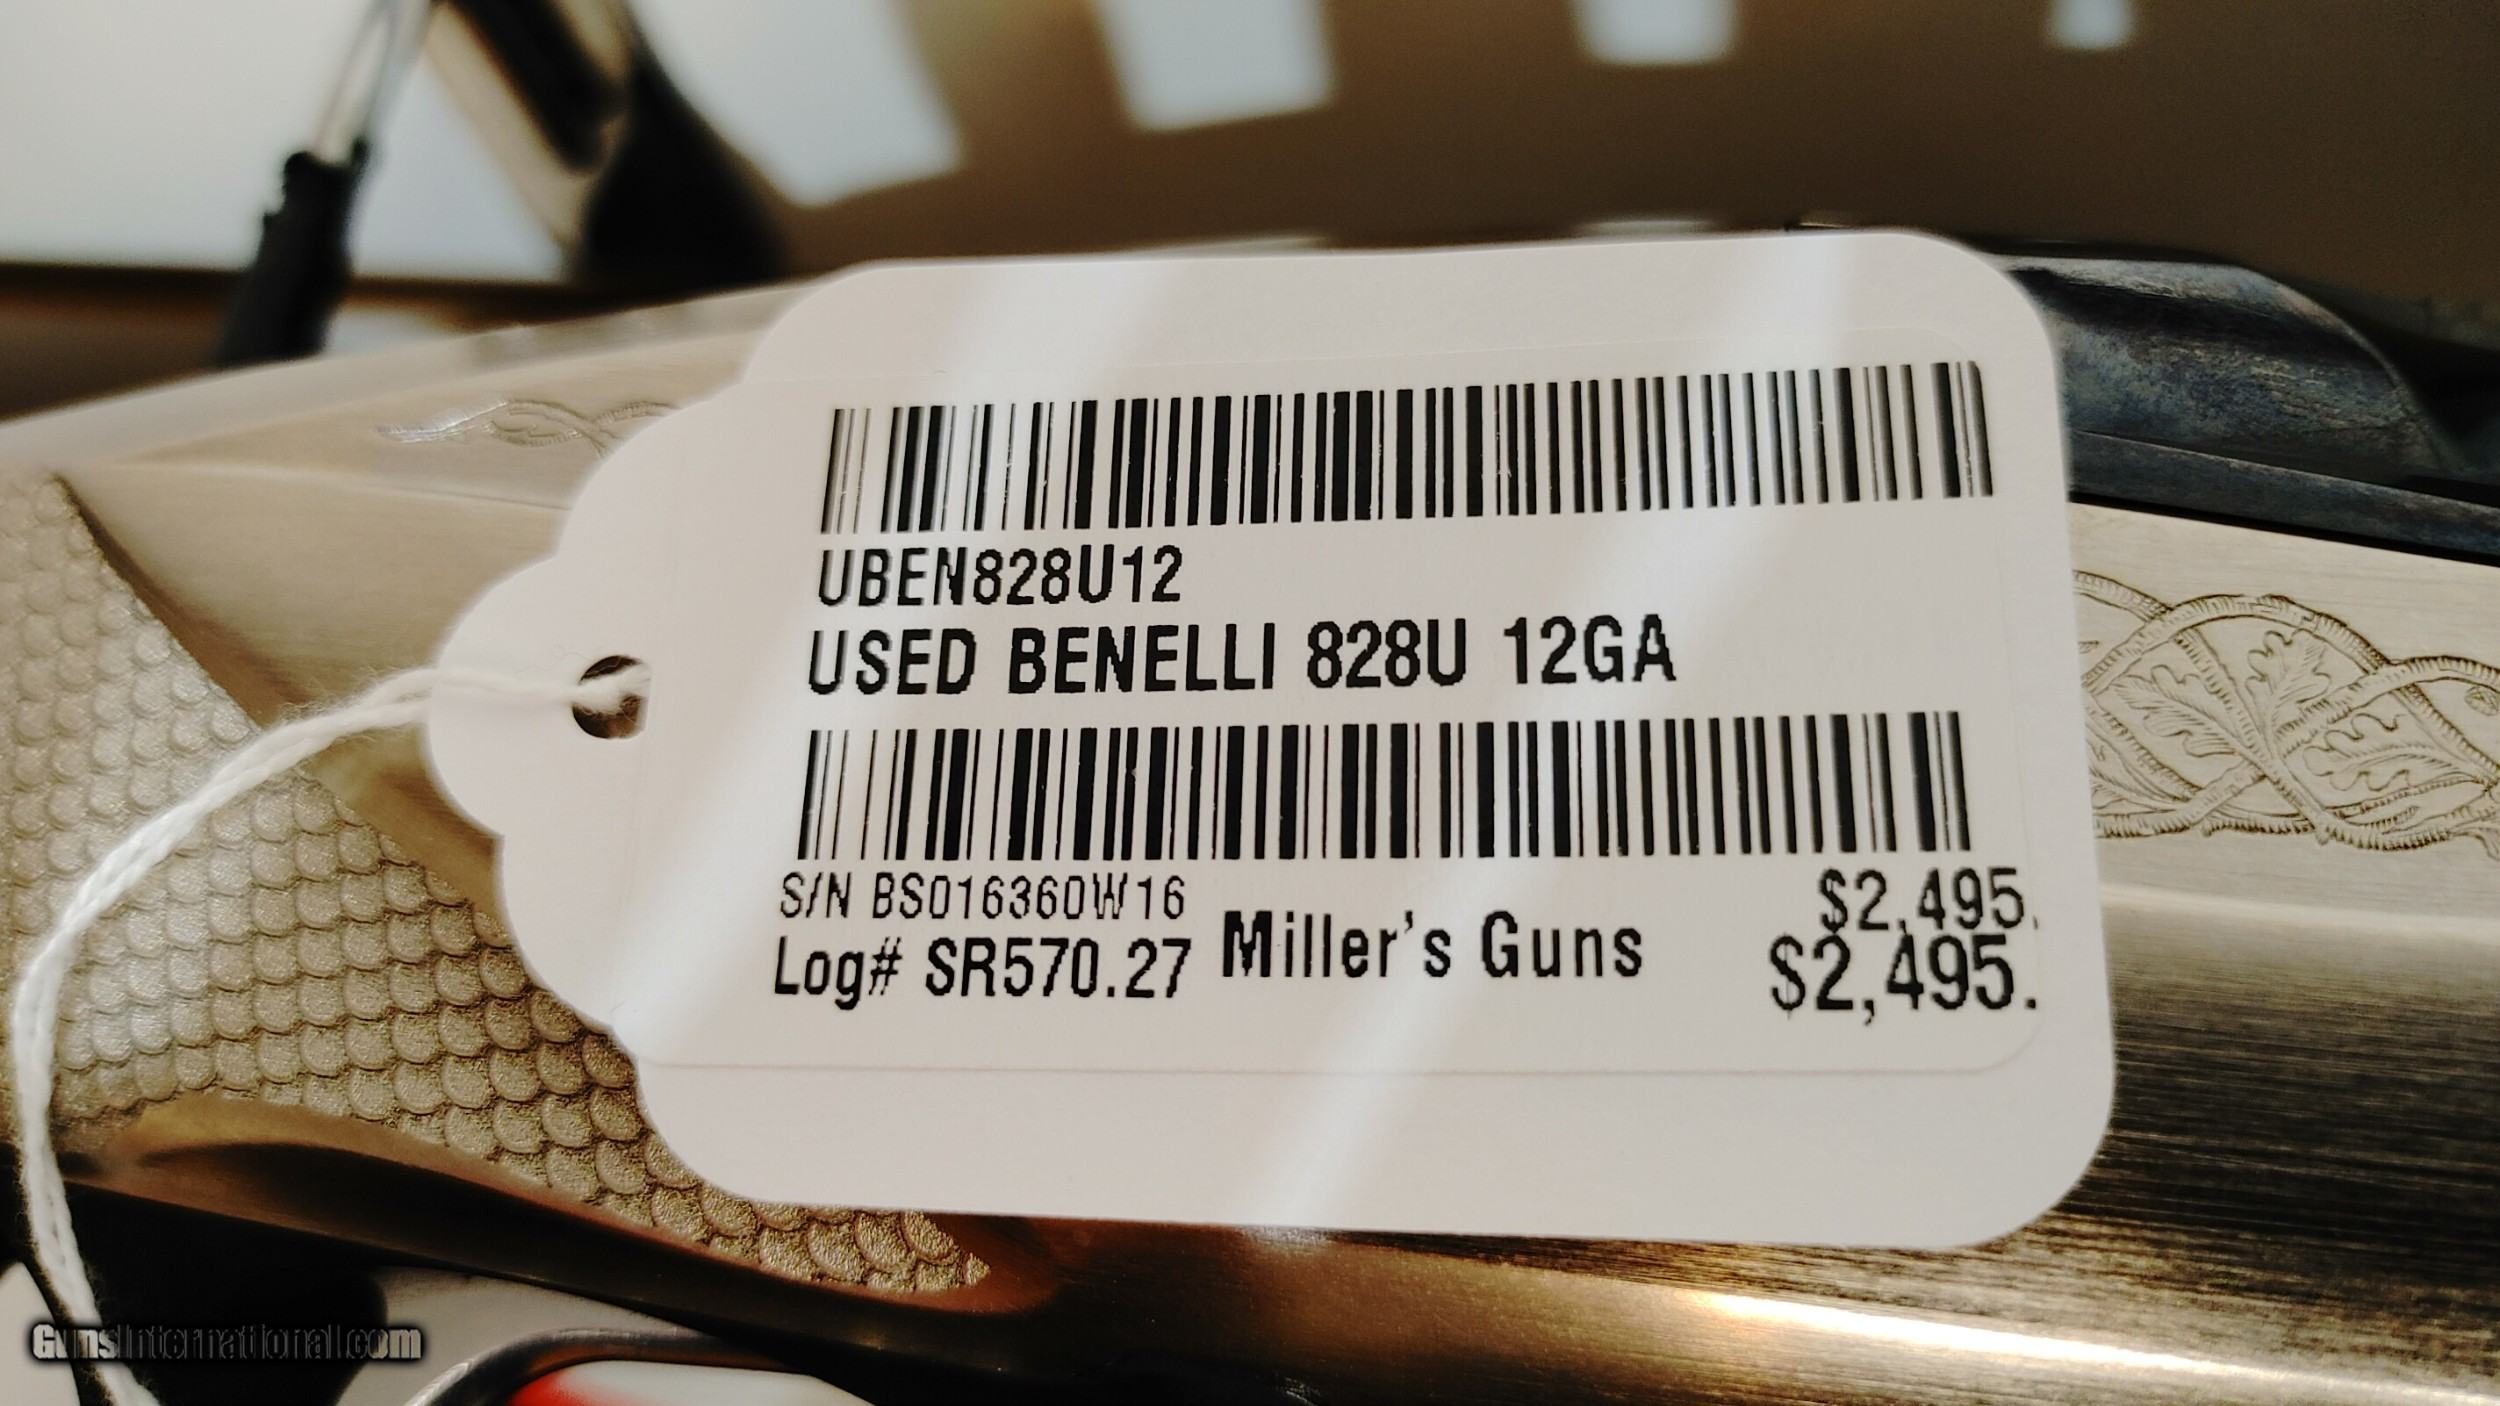 UBEN828U12
USED BENELLI 828U 12GA
S/N BS016360W16
$2,495.
Log# SR570.27
Miller's Guns
$2,495.
GunsInternational.com